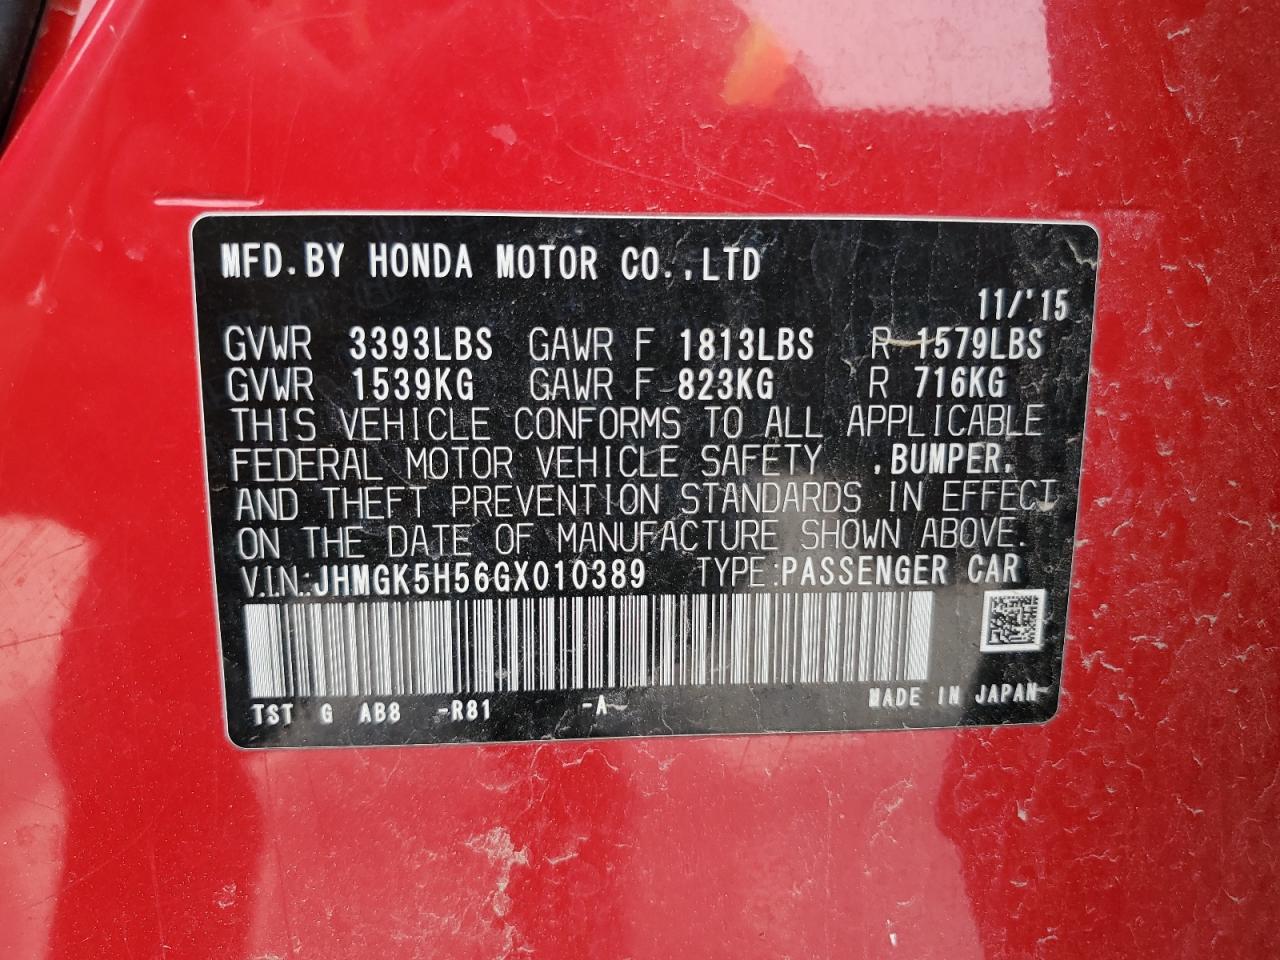 MFD. BY HONDA MOTOR CO., LTD
11/'15
GVWR 3393LBS GAWR F 1813LBS R 1579LBS
GVWR 1539KG GAWR F 823KG R 716KG
THIS VEHICLE CONFORMS TO ALL APPLICABLE
FEDERAL MOTOR VEHICLE SAFETY , BUMPER,
AND THEFT PREVENTION STANDARDS IN EFFECT
ON THE DATE OF MANUFACTURE SHOWN ABOVE.
V.I.N.:JHMGK5H56GX010389 TYPE:PASSENGER CAR
TST G AB8 -R81 -A- MADE IN JAPAN